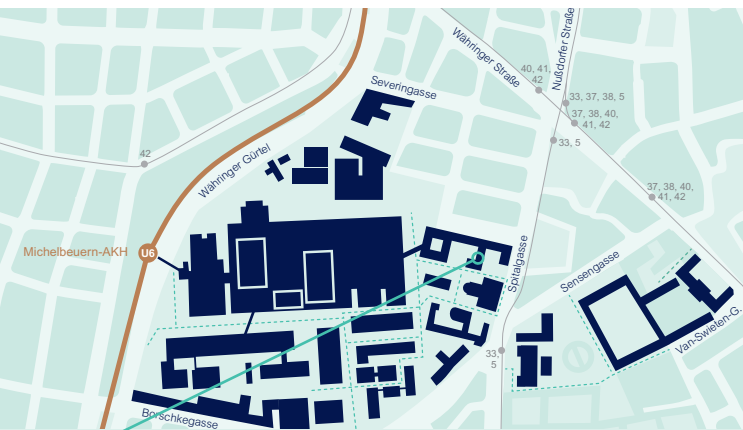 Währinger Straße
Nußdorfer Straße
40, 41,
42
Severingasse
33, 37, 38, 5
37, 38, 40,
41, 42
33, 5
42
Währinger Gürtel
37, 38, 40,
41, 42
Michelbeuern-AKH
U6
Spitalgasse
Sensengasse
Van-Swieten-G.
33,
5
Borschkegasse